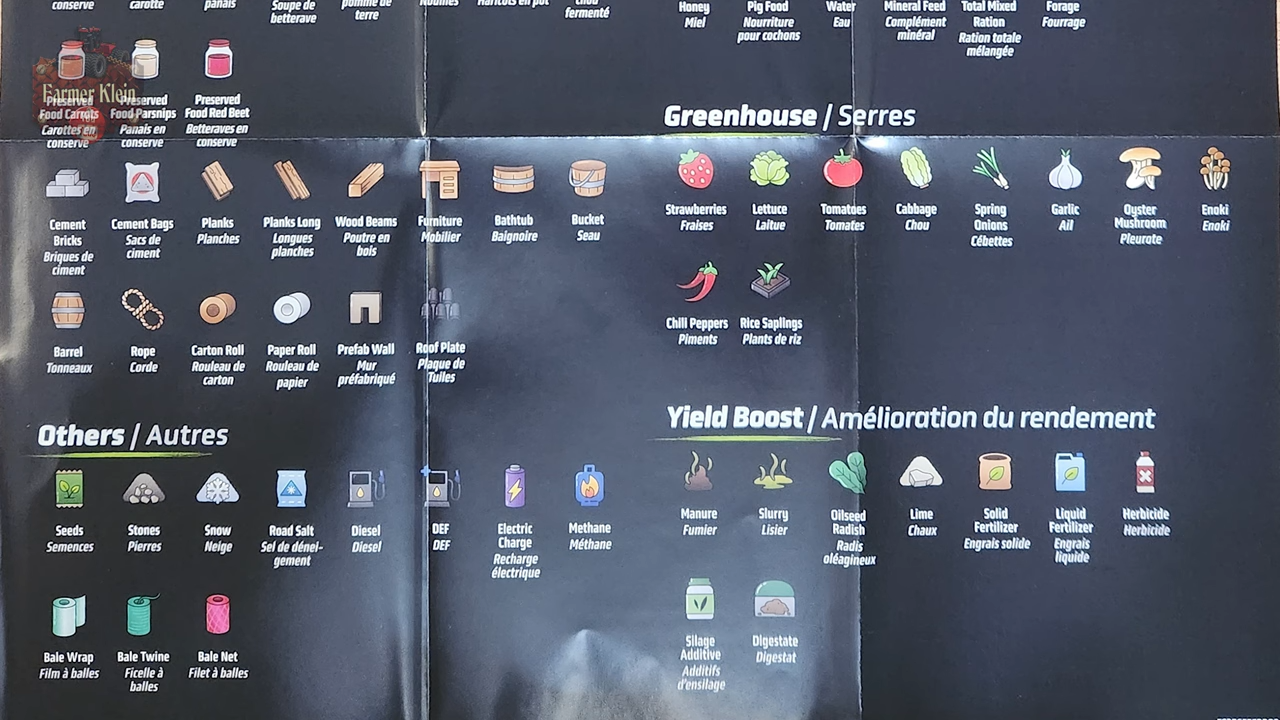 conserve
carotte
panais
Soupe de
betterave
pomme de
terre
Nouilles
Haricots en pot
chou
fermenté
Honey
Miel
Pig Food
Nourriture
pour cochons
Water
Eau
Mineral Feed
Complément
minéral
Total Mixed
Ration
Ration totale
mélangée
Forage
Fourrage
Farmer Klein
Preserved
Food Carrots
Carottes en
conserve
Preserved
Food Parsnips
Panais en
conserve
Preserved
Food Red Beet
Betteraves en
conserve
Cement
Bricks
Briques de
ciment
Cement Bags
Sacs de
ciment
Planks
Planches
Planks Long
Longues
planches
Wood Beams
Poutre en
bois
Furniture
Mobilier
Bathtub
Baignoire
Bucket
Seau
Barrel
Tonneaux
Rope
Corde
Carton Roll
Rouleau de
carton
Paper Roll
Rouleau de
papier
Prefab Wall
Mur
préfabriqué
Roof Plate
Plaque de
Tuiles
Greenhouse / Serres
Strawberries
Fraises
Lettuce
Laitue
Tomatoes
Tomates
Cabbage
Chou
Spring
Onions
Cébettes
Garlic
Ail
Oyster
Mushroom
Pleurote
Enoki
Enoki
Chili Peppers
Piments
Rice Saplings
Plants de riz
Others / Autres
Seeds
Semences
Stones
Pierres
Snow
Neige
Road Salt
Sel de dénei-
gement
Diesel
Diesel
DEF
DEF
Electric
Charge
Recharge
électrique
Methane
Méthane
Bale Wrap
Film à balles
Bale Twine
Ficelle à
balles
Bale Net
Filet à balles
Yield Boost / Amélioration du rendement
Manure
Fumier
Slurry
Lisier
Oilseed
Radish
Radis
oléagineux
Lime
Chaux
Solid
Fertilizer
Engrais solide
Liquid
Fertilizer
Engrais
liquide
Herbicide
Herbicide
Silage
Additive
Additifs
d'ensilage
Digestate
Digestat